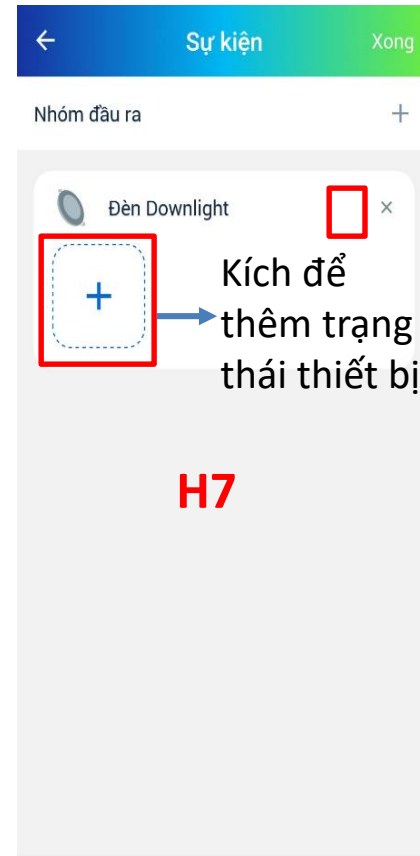 Sự kiện
Xong
Nhóm đầu ra
Đèn Downlight
Kích để
thêm trạng
thái thiết bị
H7